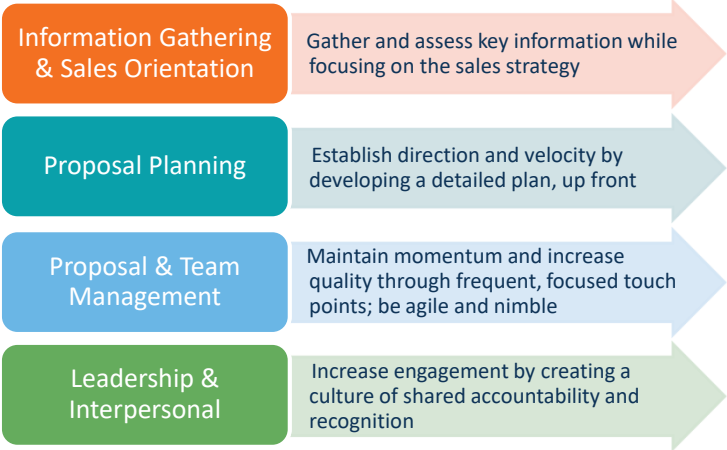 Information Gathering
& Sales Orientation
Gather and assess key information while
focusing on the sales strategy
Proposal Planning
Establish direction and velocity by
developing a detailed plan, up front
Proposal & Team
Management
Maintain momentum and increase
quality through frequent, focused touch
points; be agile and nimble
Leadership &
Interpersonal
Increase engagement by creating a
culture of shared accountability and
recognition